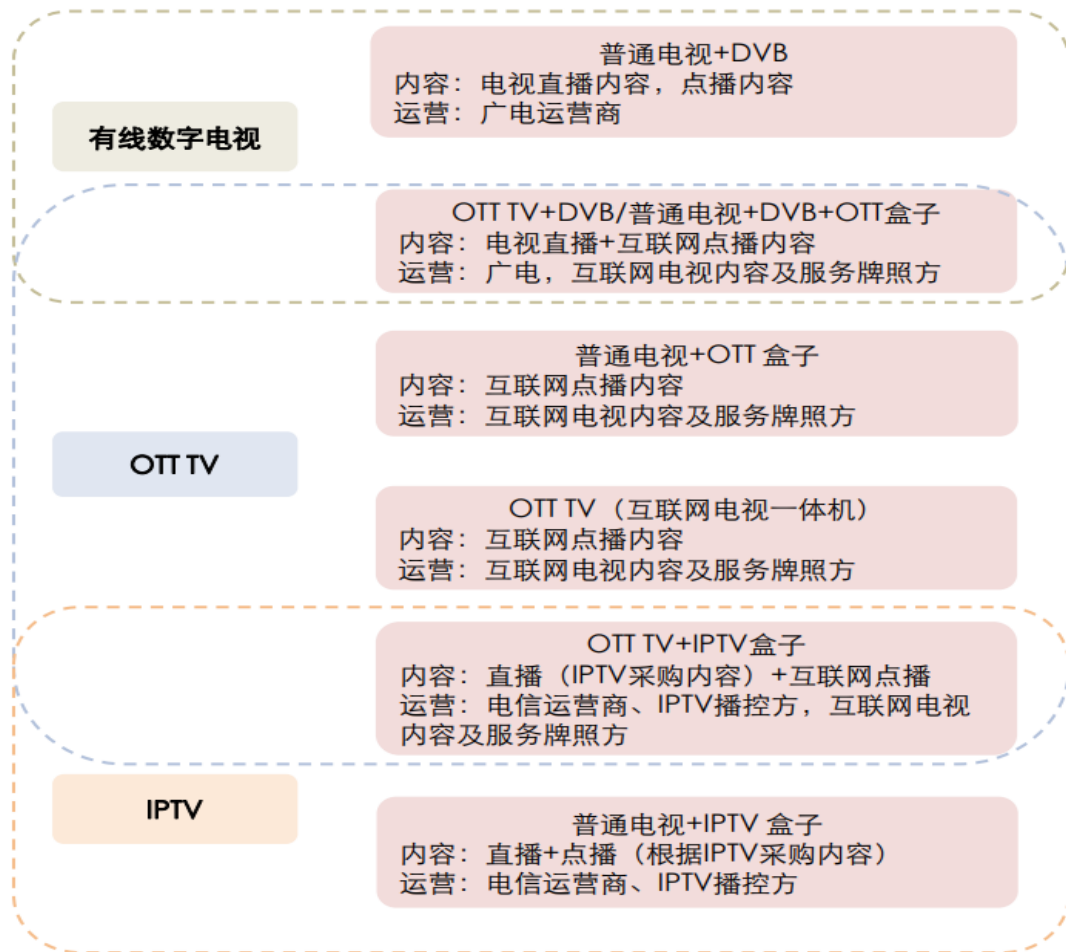 普通电视+DVB
内容：电视直播内容，点播内容
运营：广电运营商
有线数字电视
OTT TV+DVB/普通电视+DVB+OTT盒子
内容：电视直播+互联网点播内容
运营：广电，互联网电视内容及服务牌照方
普通电视+OTT 盒子
内容：互联网点播内容
运营：互联网电视内容及服务牌照方
OTT TV
OTT TV（互联网电视一体机）
内容：互联网点播内容
运营：互联网电视内容及服务牌照方
OTT TV+IPTV盒子
内容：直播（IPTV采购内容）+互联网点播
运营：电信运营商、IPTV播控方，互联网电视
内容及服务牌照方
IPTV
普通电视+IPTV 盒子
内容：直播+点播（根据IPTV采购内容）
运营：电信运营商、IPTV播控方